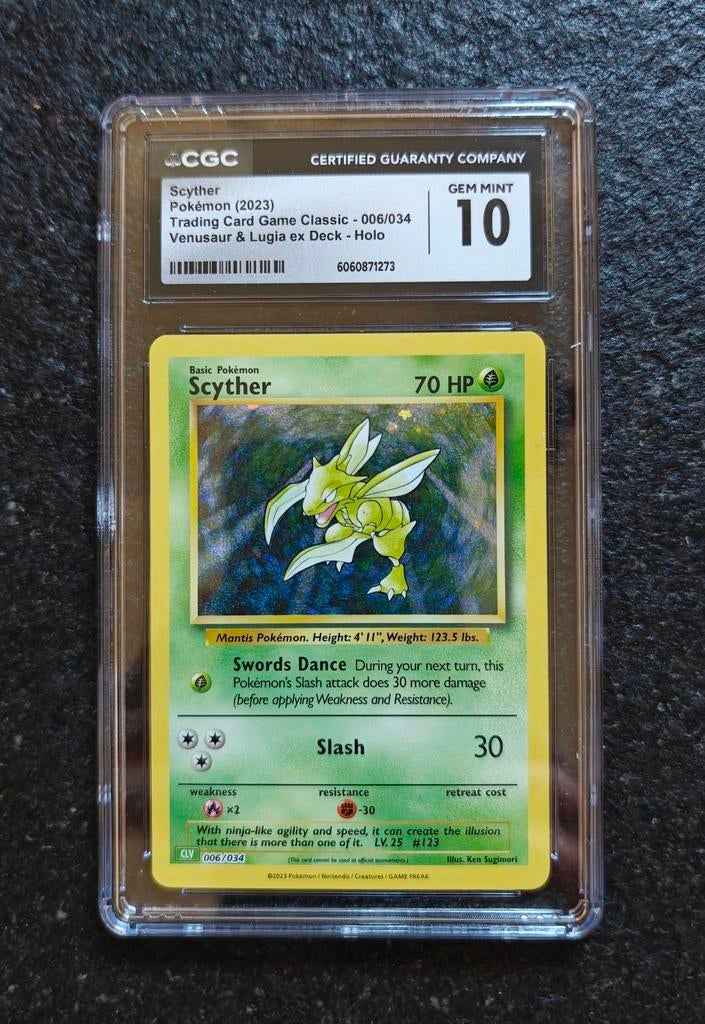 CGC CERTIFIED GUARANTY COMPANY
Scyther
Pokémon (2023)
Trading Card Game Classic - 006/034
Venusaur & Lugia ex Deck - Holo
GEM MINT
10
6060871273
Basic Pokémon
Scyther 70 HP
Mantis Pokémon. Height: 4' 11", Weight: 123.5 lbs.
Swords Dance During your next turn, this
Pokémon's Slash attack does 30 more damage
(before applying Weakness and Resistance).
Slash 30
weakness resistance retreat cost
×2 -30
With ninja-like agility and speed, it can create the illusion
that there is more than one of it. LV. 25 #123
CLV 006/034 (This card cannot be used at official tournaments.) Illus. Ken Sugimori
©2023 Pokémon / Nintendo / Creatures / GAME FREAK